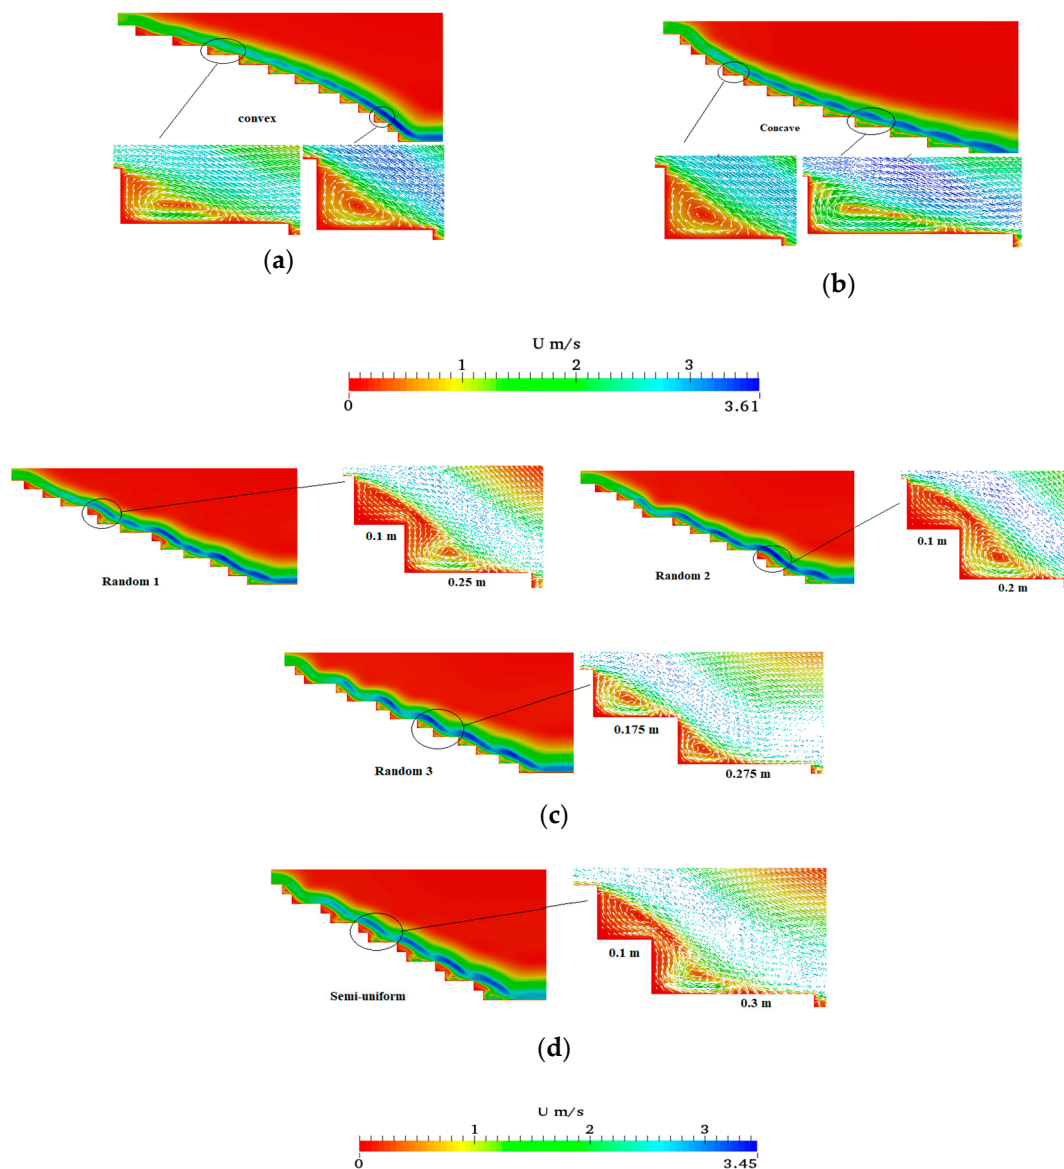 convex
Concave
(a)
(b)
U m/s
1 2 3
0 3.61
0.1 m
0.25 m
Random 1
0.1 m
0.2 m
Random 2
0.175 m
0.275 m
Random 3
(c)
0.1 m
0.3 m
Semi-uniform
(d)
U m/s
1 2 3
0 3.45